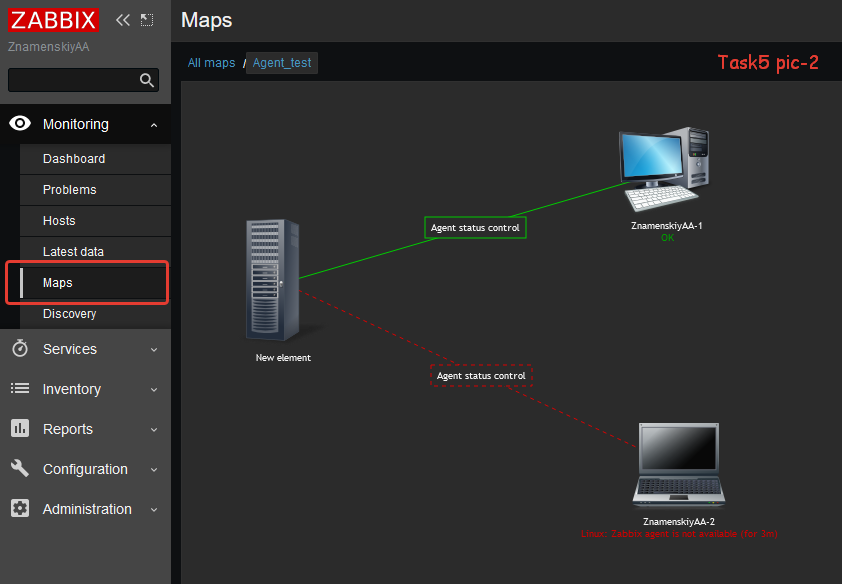 ZABBIX
ZnamenskiyAA
Monitoring
Dashboard
Problems
Hosts
Latest data
Maps
Discovery
Services
Inventory
Reports
Configuration
Administration
Maps
All maps / Agent_test
Task5 pic-2
ZnamenskiyAA-1
OK
Agent status control
New element
Agent status control
ZnamenskiyAA-2
Linux: Zabbix agent is not available (for 3m)